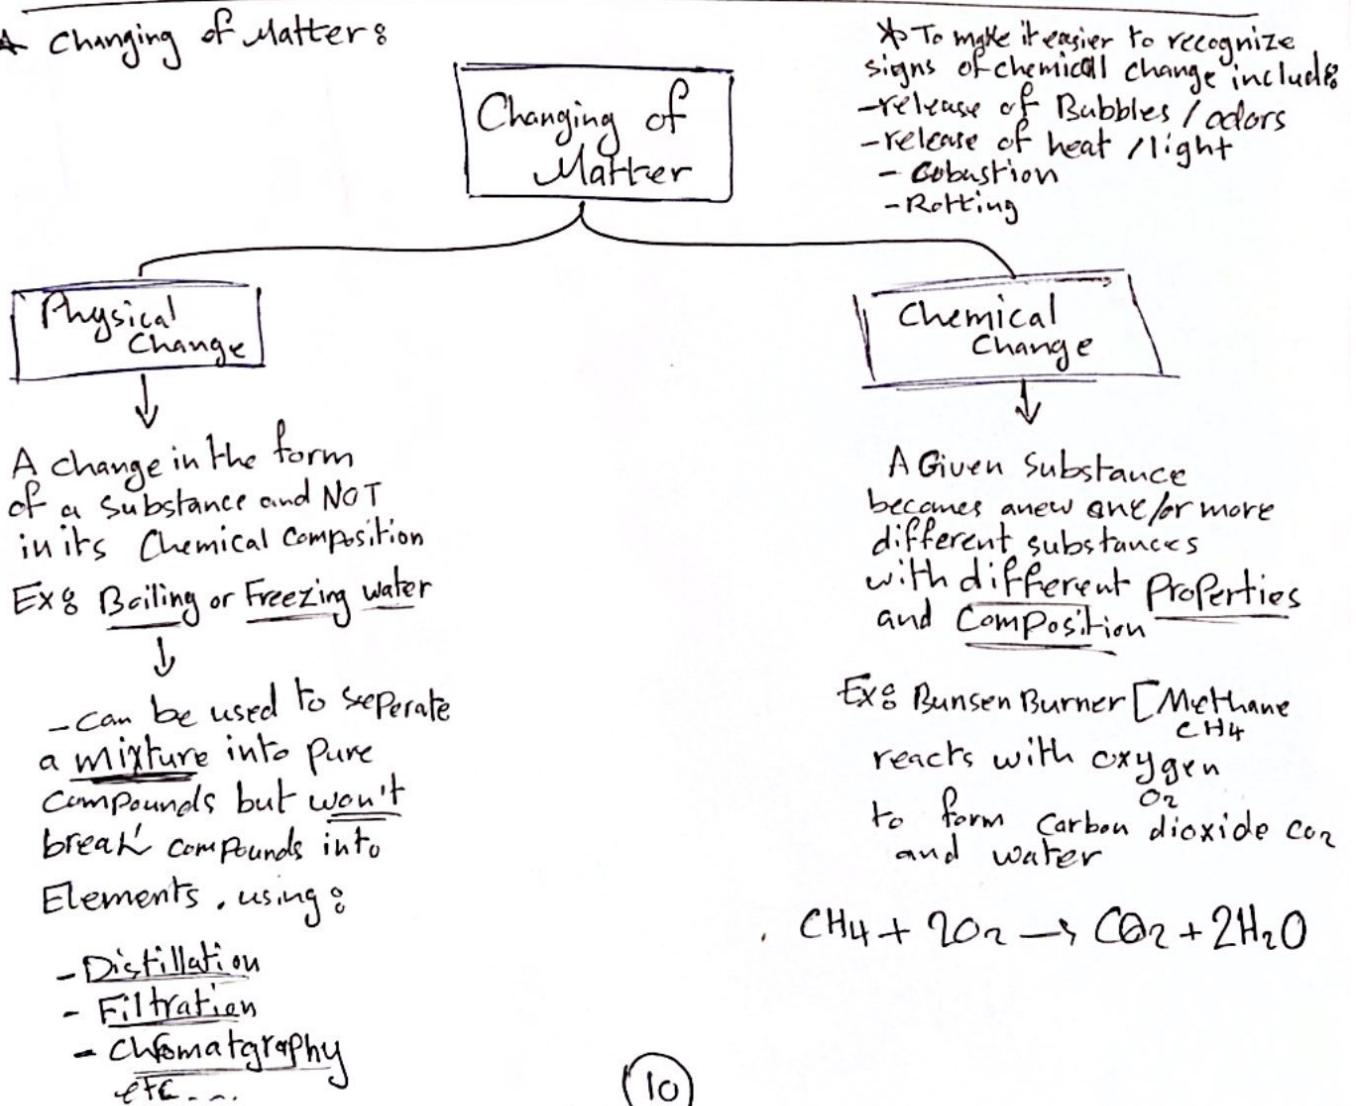 * Changing of Matter:
* To make it easier to recognize
signs of chemicall change include:
-release of Bubbles / odors
-release of heat / light
- Cobustion
- Rotting
Changing of
Matter
Physical
Change
A change in the form
of a substance and NOT
in its Chemical Composition
Ex: Boiling or Freezing water
- can be used to seperate
a mixture into pure
Compounds but won't
break compounds into
Elements, using:
- Distillation
- Filtration
- Chromatgraphy
etc....
Chemical
Change
A Given Substance
becomes a new one/or more
different substances
with different Properties
and Composition
Ex: Bunsen Burner [Methane
CH4
reacts with oxygen
O2
to form carbon dioxide CO2
and water
CH4 + 2O2 → CO2 + 2H2O
10